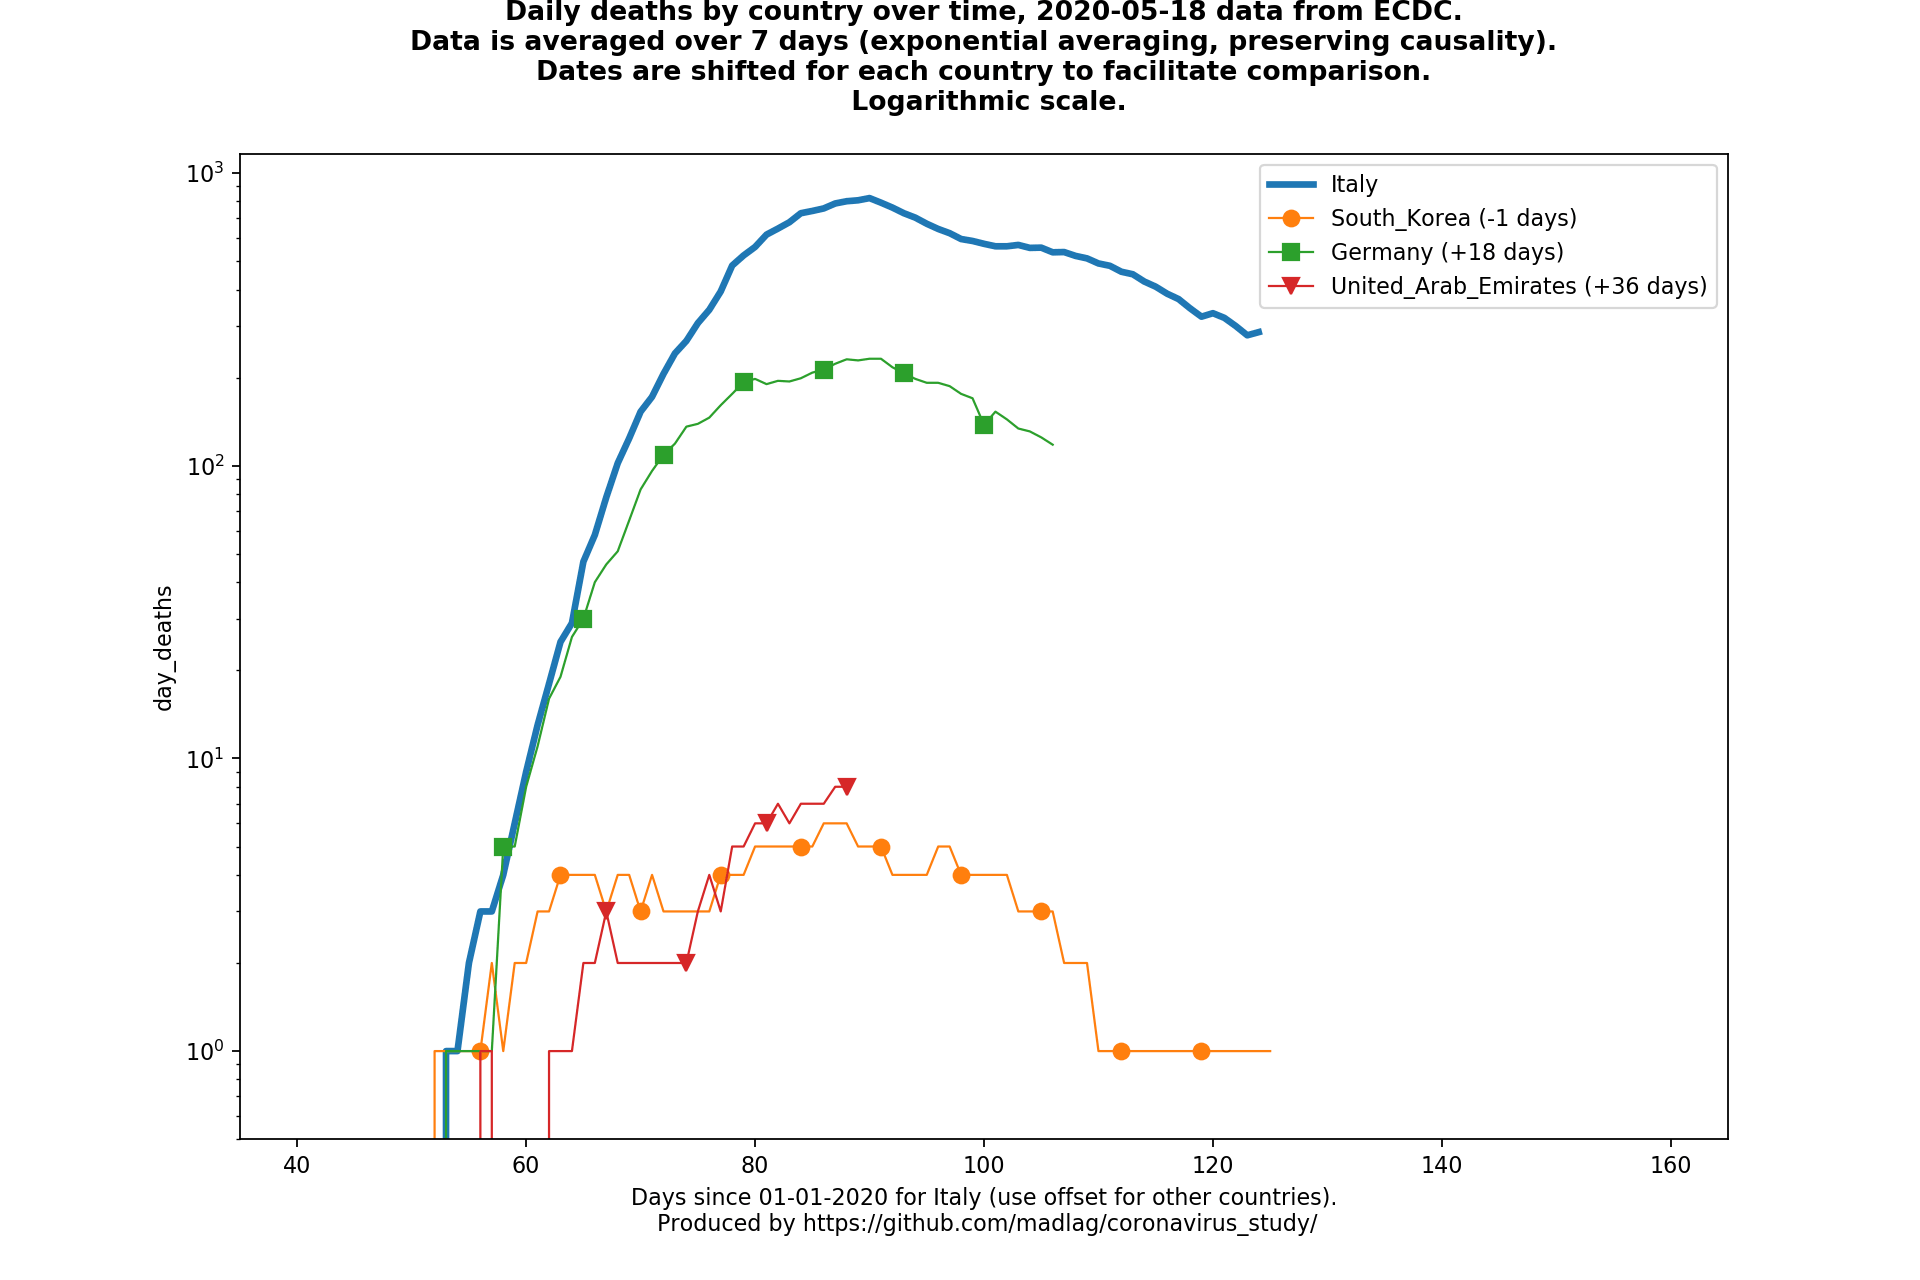 Daily deaths by country over time, 2020-05-18 data from ECDC.
Data is averaged over 7 days (exponential averaging, preserving causality).
Dates are shifted for each country to facilitate comparison.
Logarithmic scale.
10³
10²
10¹
10⁰
day_deaths
Italy
South_Korea (-1 days)
Germany (+18 days)
United_Arab_Emirates (+36 days)
40 60 80 100 120 140 160
Days since 01-01-2020 for Italy (use offset for other countries).
Produced by https://github.com/madlag/coronavirus_study/